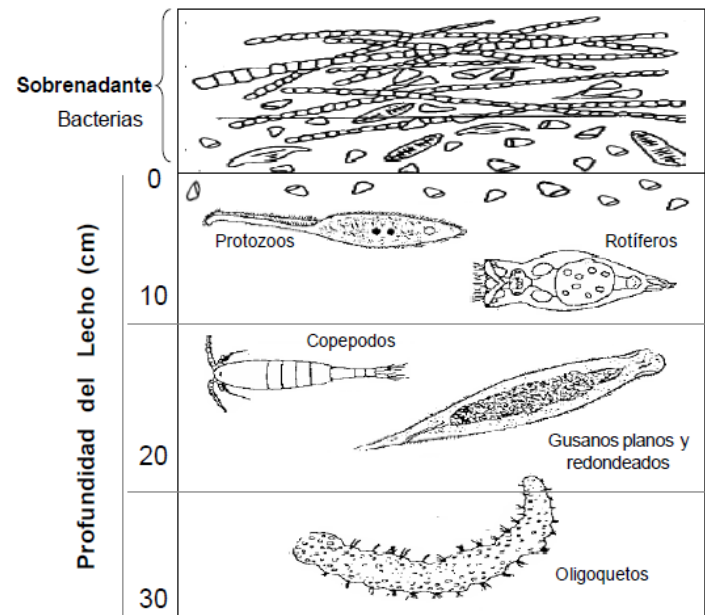 Sobrenadante
Bacterias
0
Protozoos
Rotíferos
10
Copepodos
Gusanos planos y
redondeados
20
Oligoquetos
30
Profundidad del Lecho (cm)